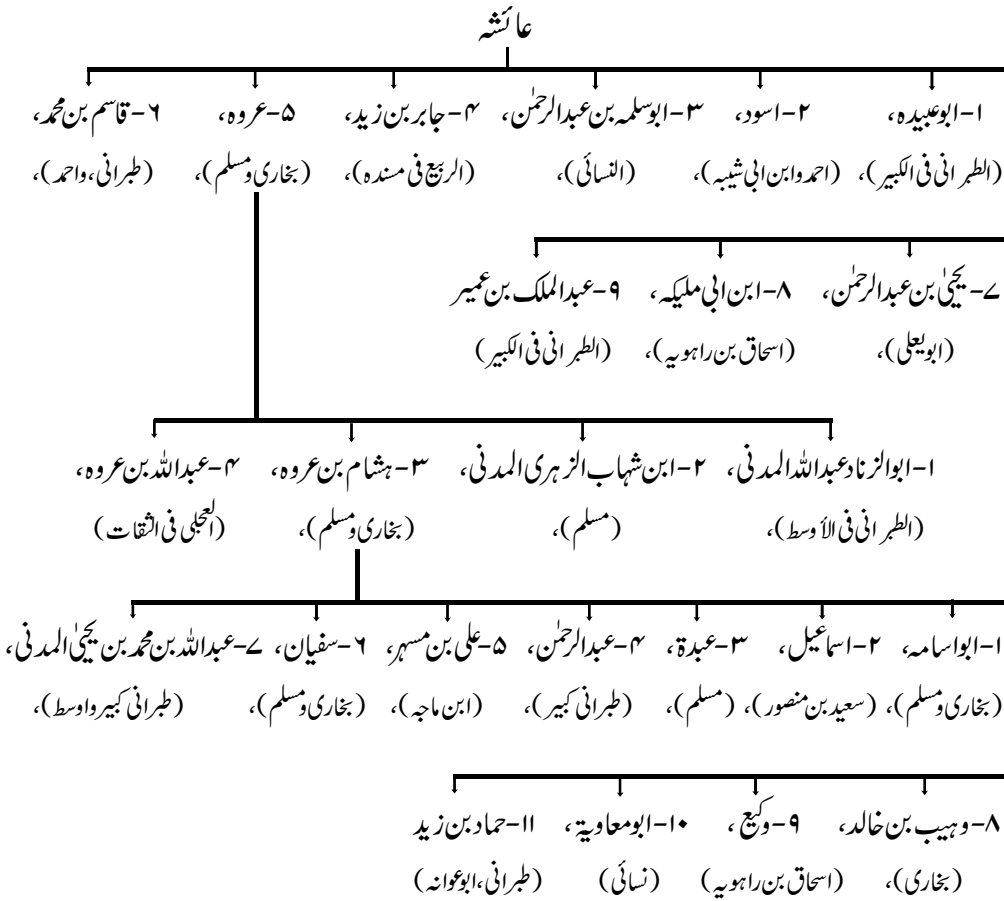 عائشہ
۱-ابوعبیدہ، ۲-اسود، ۳-ابوسلمہ بن عبدالرحمٰن، ۴-جابر بن زید، ۵-عروہ، ۶-قاسم بن محمد،
(الطبرانی فی الکبیر)، (احمد وابن ابی شیبہ)، (النسائی)، (الربیع فی مسندہ)، (بخاری ومسلم)، (طبرانی، واحمد)،
۷-یحییٰ بن عبدالرحمٰن، ۸-ابن ابی ملیکہ، ۹-عبدالملک بن عمیر
(ابویعلی)، (اسحاق بن راہویہ)، (الطبرانی فی الکبیر)
۱-ابوالزناد عبداللہ المدنی، ۲-ابن شہاب الزہری المدنی، ۳-ہشام بن عروہ، ۴-عبداللہ بن عروہ،
(الطبرانی فی الأوسط)، (مسلم)، (بخاری ومسلم)، (العجلی فی الثقات)
۱-ابواسامہ، ۲-اسماعیل، ۳-عبدۃ، ۴-عبدالرحمٰن، ۵-علی بن مسہر، ۶-سفیان، ۷-عبداللہ بن محمد بن یحییٰ المدنی،
(بخاری ومسلم)، (سعید بن منصور)، (مسلم)، (طبرانی کبیر)، (ابن ماجہ)، (بخاری ومسلم)، (طبرانی کبیر واوسط)،
۸-وہیب بن خالد، ۹-وکیع، ۱۰-ابومعاویۃ، ۱۱-حماد بن زید
(بخاری)، (اسحاق بن راہویہ) (نسائی) (طبرانی، ابوعوانہ)